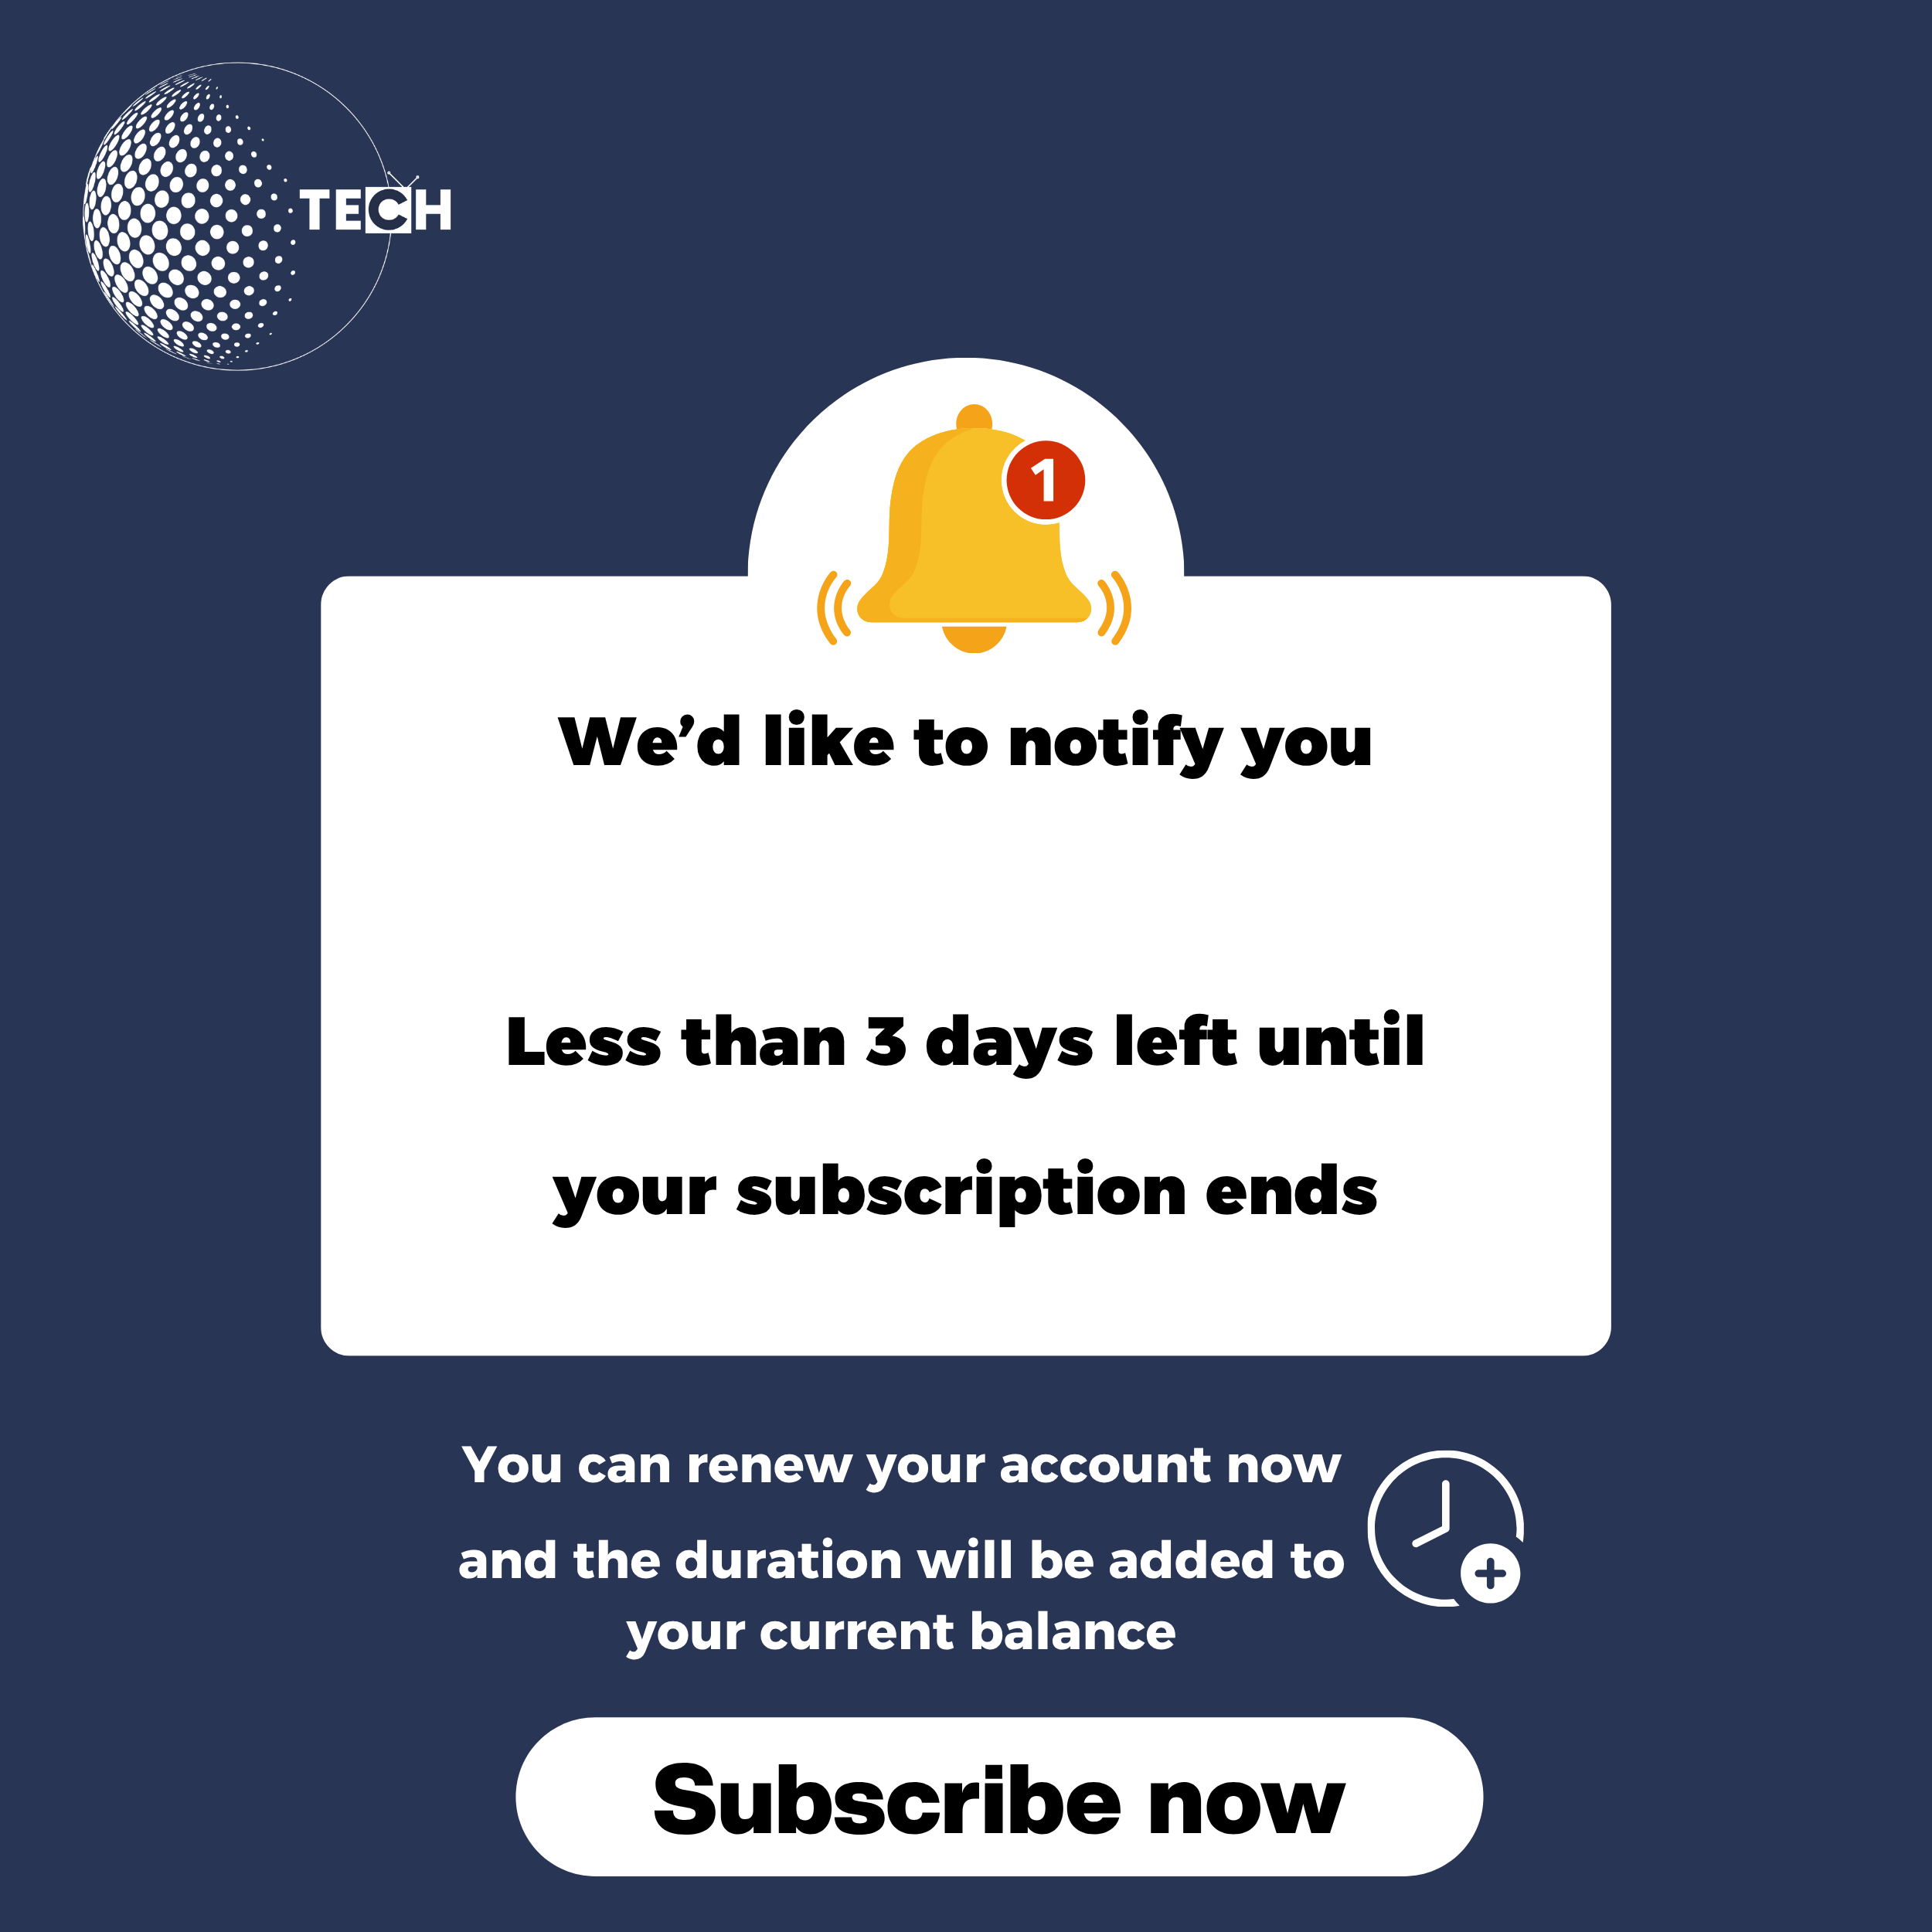 TECH
1
We’d like to notify you
Less than 3 days left until
your subscription ends
You can renew your account now
and the duration will be added to
your current balance
Subscribe now